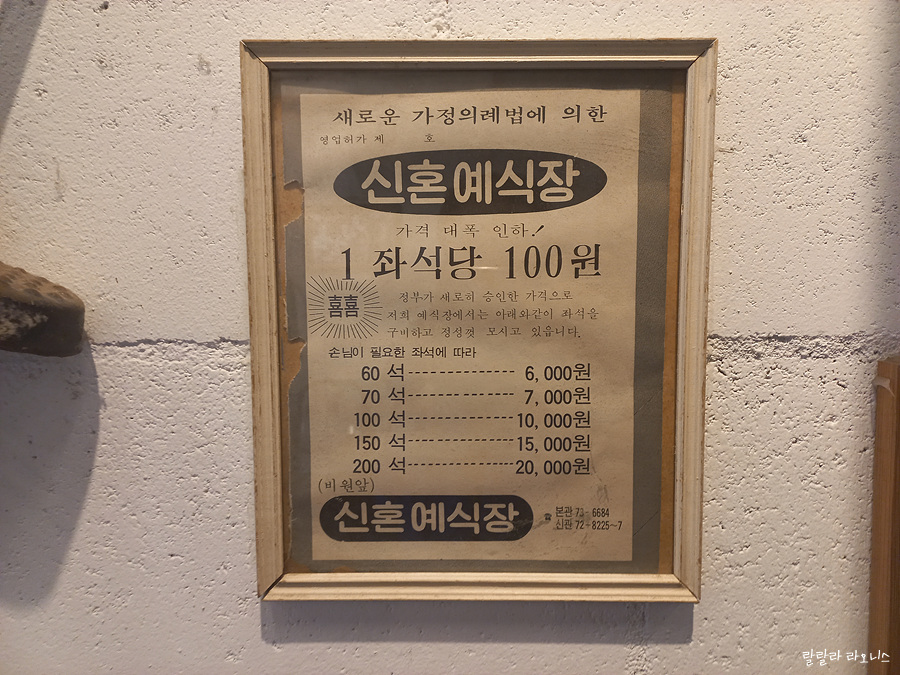 새로운 가정의례법에 의한
영업허가 제 호
신혼예식장
가격 대폭 인하!
1 좌석당 100원
囍
정부가 새로히 승인한 가격으로
저희 예식장에서는 아래와같이 좌석을
구비하고 정성껏 모시고 있읍니다.
손님이 필요한 좌석에 따라
60 석---------------6,000원
70 석---------------7,000원
100 석---------------10,000원
150 석---------------15,000원
200 석---------------20,000원
(비원앞)
신혼예식장
☎ 본관 73-6684
신관 72-8225~7
랄랄라 라오니스